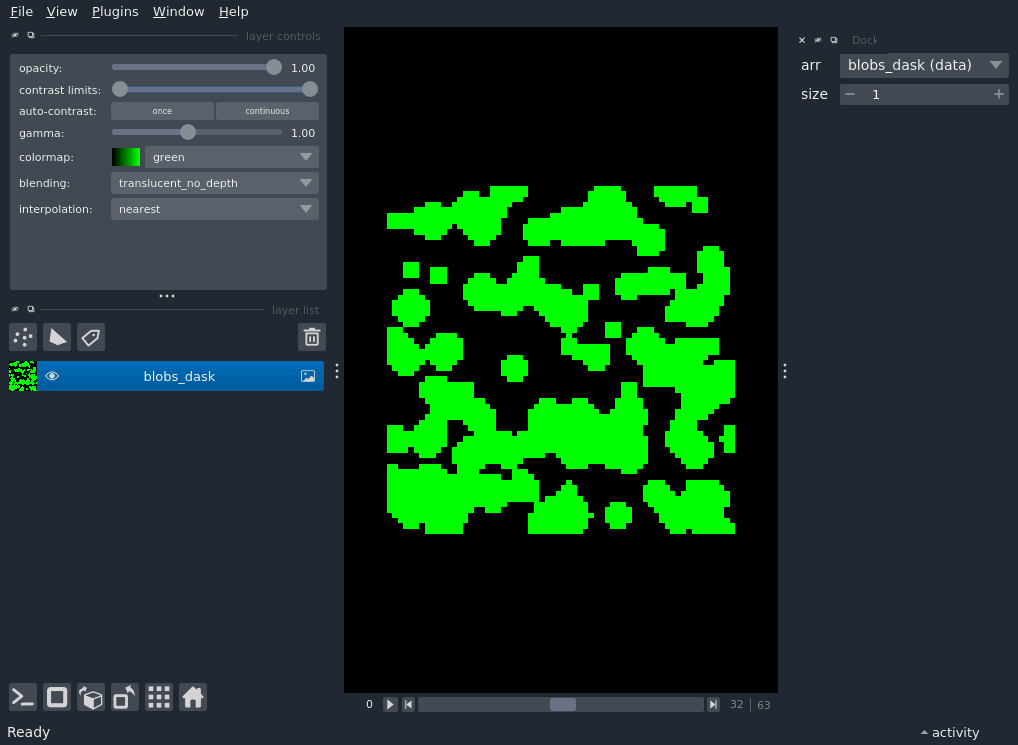 File View Plugins Window Help
layer controls
opacity: 1.00
contrast limits:
auto-contrast: once continuous
gamma: 1.00
colormap: green
blending: translucent_no_depth
interpolation: nearest
layer list
blobs_dask
0 32 63
Dock
arr blobs_dask (data)
size 1
Ready
activity